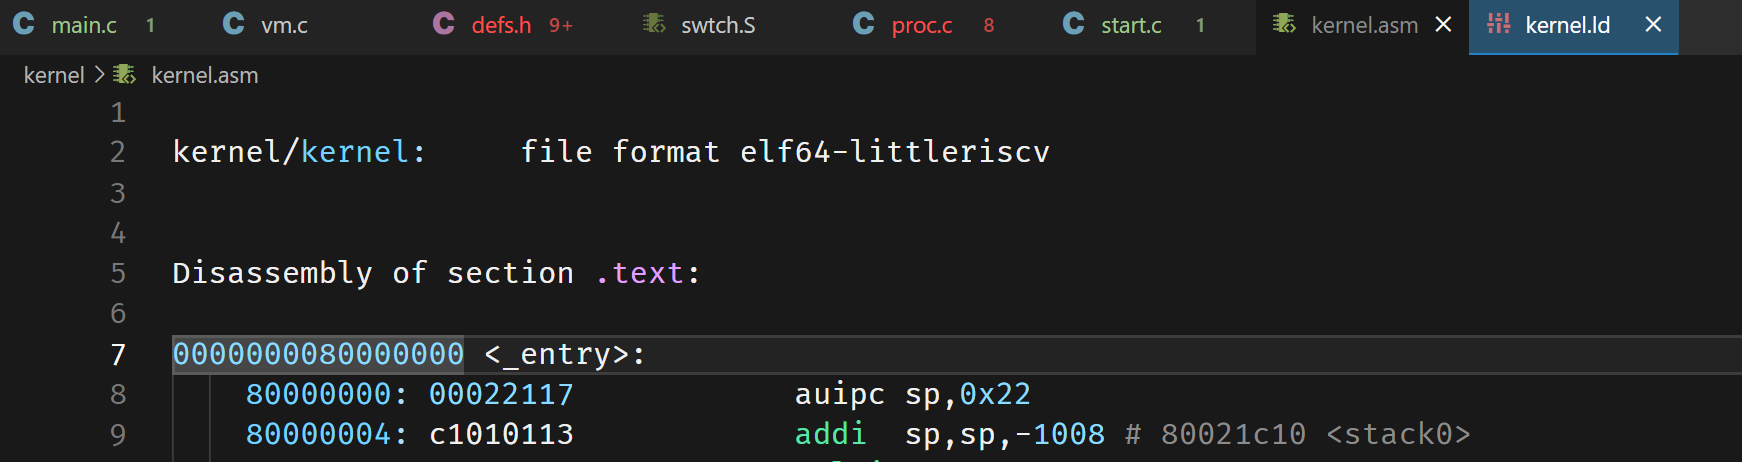 main.c 1 vm.c defs.h 9+ swtch.S proc.c 8 start.c 1 kernel.asm kernel.ld
kernel > kernel.asm
1
2 kernel/kernel:     file format elf64-littleriscv
3
4
5 Disassembly of section .text:
6
7 0000000080000000 <_entry>:
8 80000000: 00022117 auipc sp,0x22
9 80000004: c1010113 addi sp,sp,-1008 # 80021c10 <stack0>